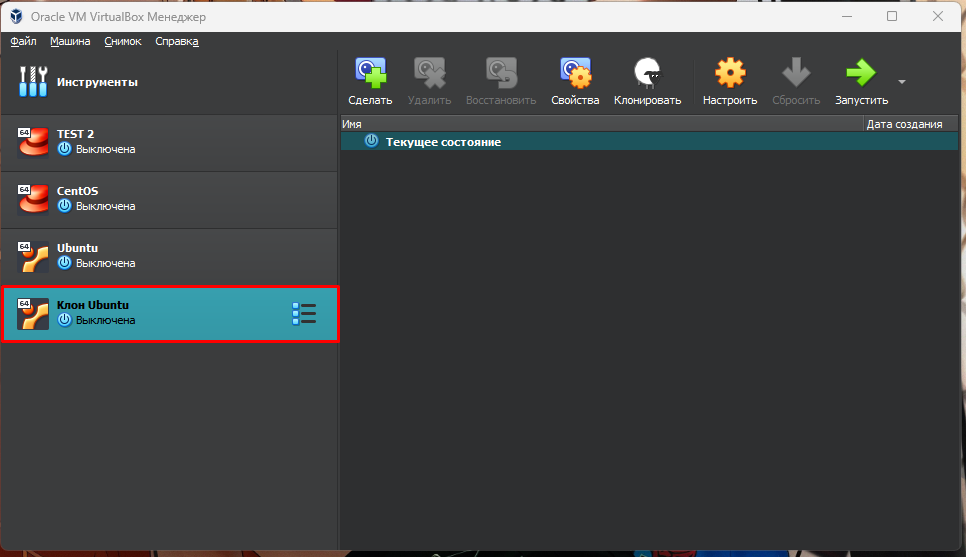 Oracle VM VirtualBox Менеджер
Файл Машина Снимок Справка
Инструменты
Сделать Удалить Восстановить Свойства Клонировать Настроить Сбросить Запустить
Имя Дата создания
Текущее состояние
64 TEST 2
Выключена
64 CentOS
Выключена
64 Ubuntu
Выключена
64 Клон Ubuntu
Выключена